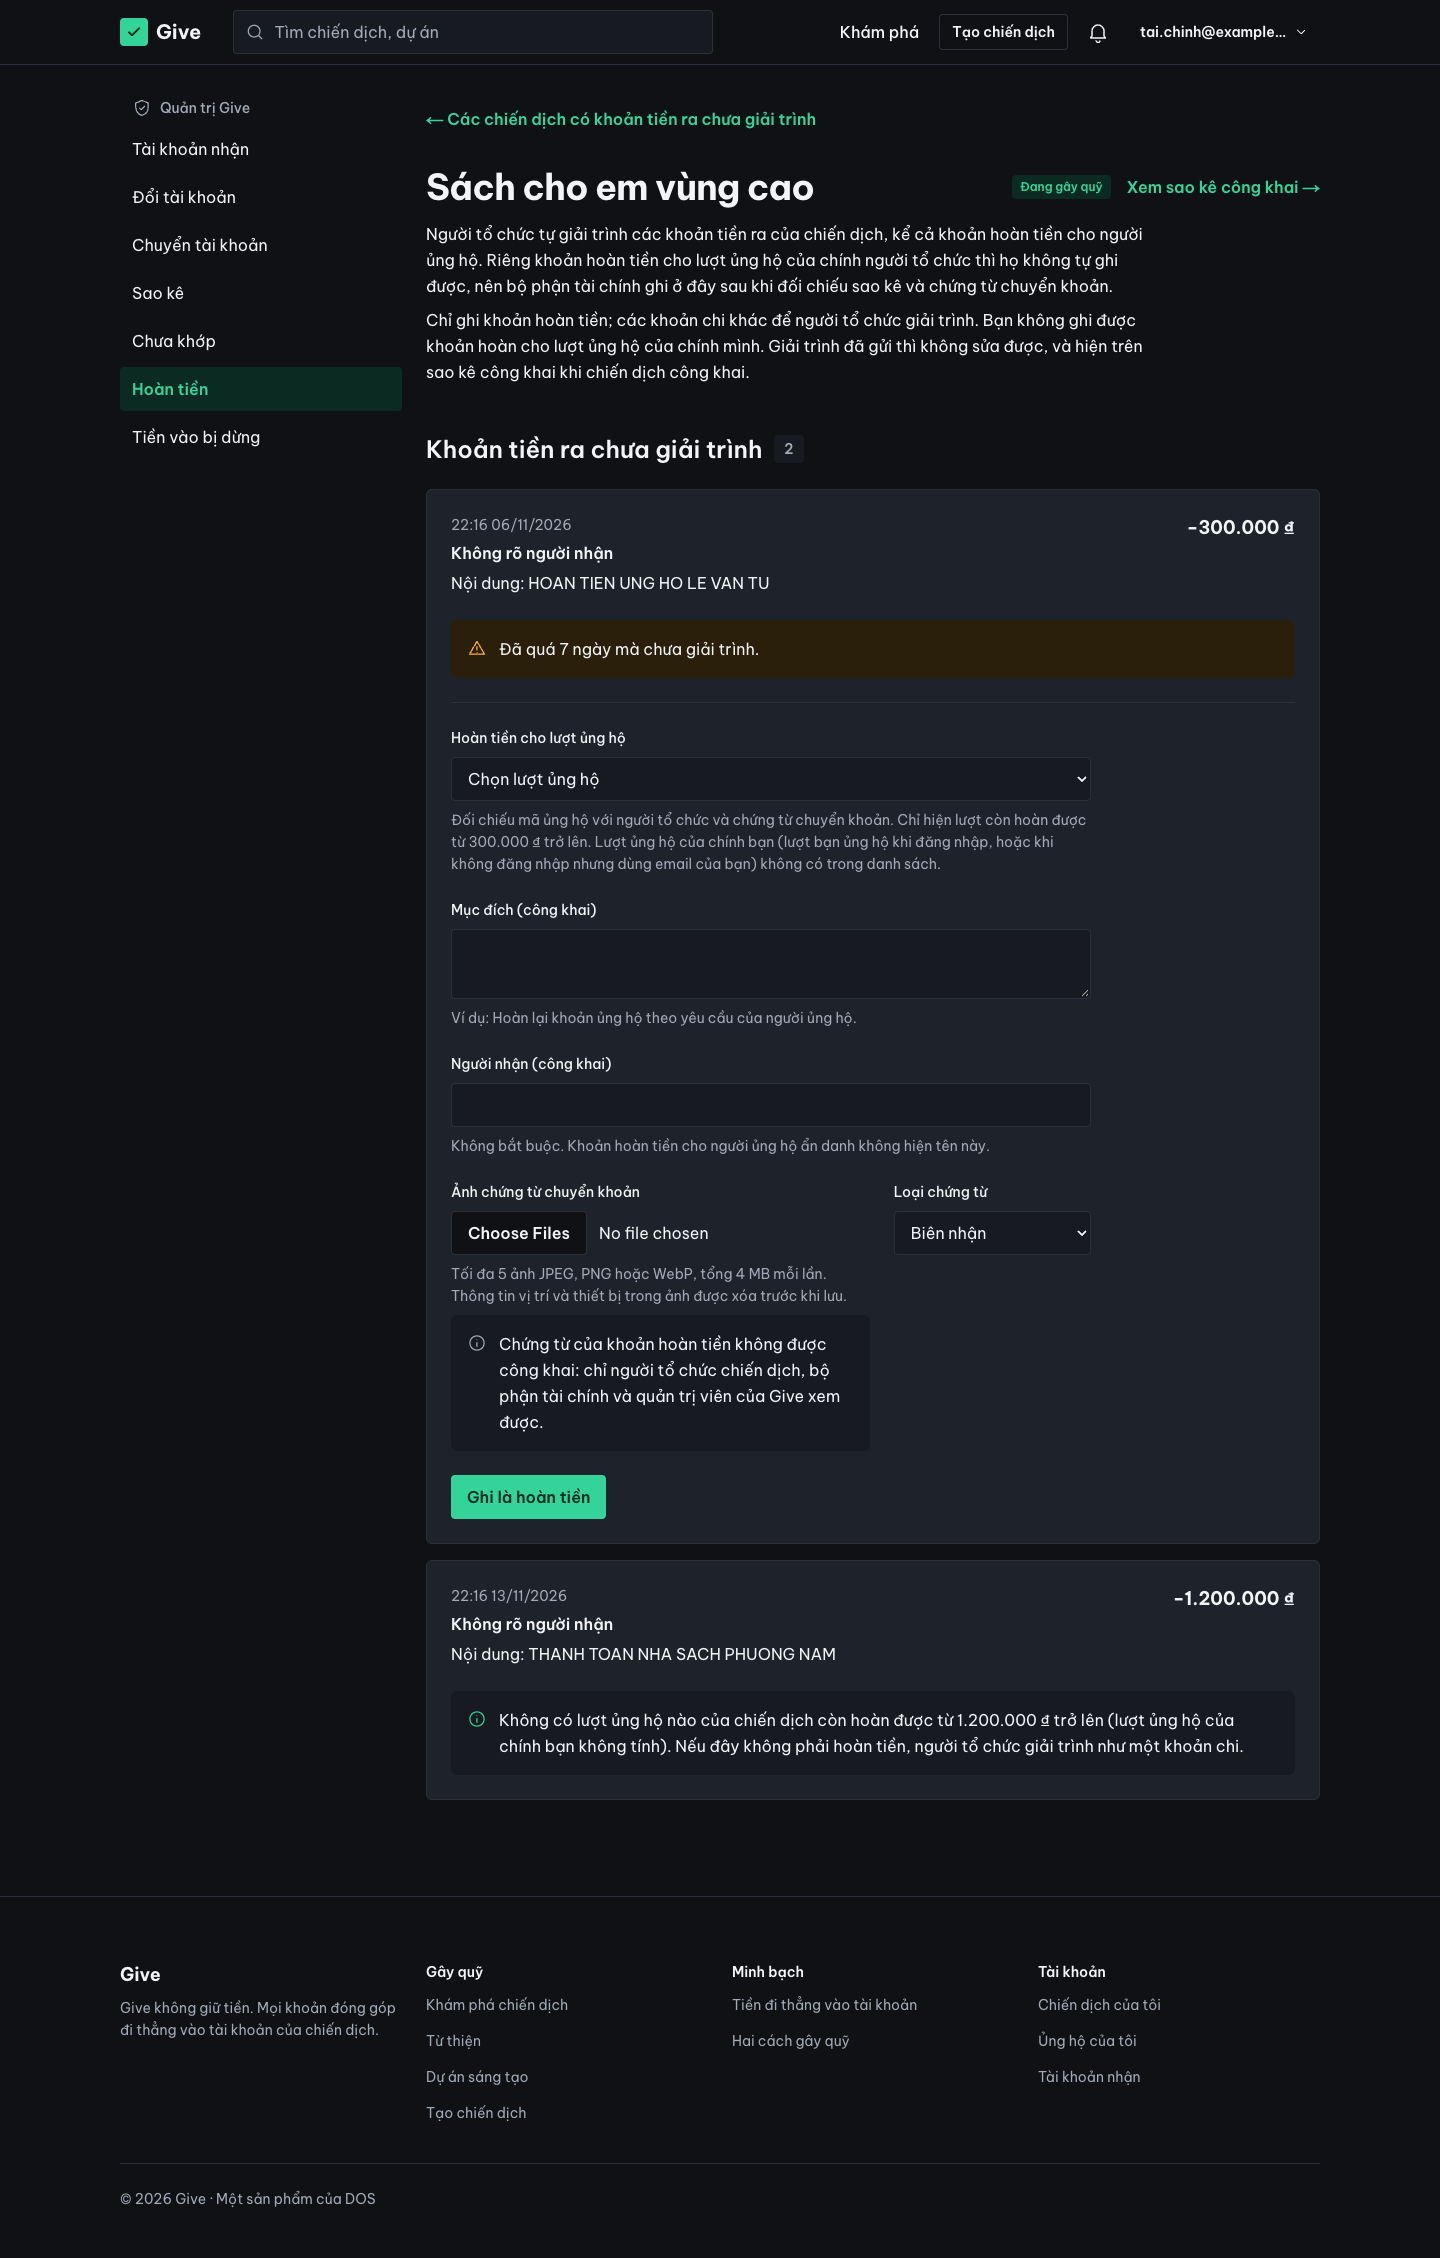 Give
Tìm chiến dịch, dự án
Khám phá
Tạo chiến dịch
tai.chinh@example...
Quản trị Give
Tài khoản nhận
Đổi tài khoản
Chuyển tài khoản
Sao kê
Chưa khớp
Hoàn tiền
Tiền vào bị dừng
← Các chiến dịch có khoản tiền ra chưa giải trình
Sách cho em vùng cao
Đang gây quỹ
Xem sao kê công khai →
Người tổ chức tự giải trình các khoản tiền ra của chiến dịch, kể cả khoản hoàn tiền cho người
ủng hộ. Riêng khoản hoàn tiền cho lượt ủng hộ của chính người tổ chức thì họ không tự ghi
được, nên bộ phận tài chính ghi ở đây sau khi đối chiếu sao kê và chứng từ chuyển khoản.
Chỉ ghi khoản hoàn tiền; các khoản chi khác để người tổ chức giải trình. Bạn không ghi được
khoản hoàn cho lượt ủng hộ của chính mình. Giải trình đã gửi thì không sửa được, và hiện trên
sao kê công khai khi chiến dịch công khai.
Khoản tiền ra chưa giải trình 2
22:16 06/11/2026
-300.000 ₫
Không rõ người nhận
Nội dung: HOAN TIEN UNG HO LE VAN TU
Đã quá 7 ngày mà chưa giải trình.
Hoàn tiền cho lượt ủng hộ
Chọn lượt ủng hộ
Đối chiếu mã ủng hộ với người tổ chức và chứng từ chuyển khoản. Chỉ hiện lượt còn hoàn được
từ 300.000 ₫ trở lên. Lượt ủng hộ của chính bạn (lượt bạn ủng hộ khi đăng nhập, hoặc khi
không đăng nhập nhưng dùng email của bạn) không có trong danh sách.
Mục đích (công khai)
Ví dụ: Hoàn lại khoản ủng hộ theo yêu cầu của người ủng hộ.
Người nhận (công khai)
Không bắt buộc. Khoản hoàn tiền cho người ủng hộ ẩn danh không hiện tên này.
Ảnh chứng từ chuyển khoản
Loại chứng từ
Choose Files No file chosen
Biên nhận
Tối đa 5 ảnh JPEG, PNG hoặc WebP, tổng 4 MB mỗi lần.
Thông tin vị trí và thiết bị trong ảnh được xóa trước khi lưu.
Chứng từ của khoản hoàn tiền không được
công khai: chỉ người tổ chức chiến dịch, bộ
phận tài chính và quản trị viên của Give xem
được.
Ghi là hoàn tiền
22:16 13/11/2026
-1.200.000 ₫
Không rõ người nhận
Nội dung: THANH TOAN NHA SACH PHUONG NAM
Không có lượt ủng hộ nào của chiến dịch còn hoàn được từ 1.200.000 ₫ trở lên (lượt ủng hộ của
chính bạn không tính). Nếu đây không phải hoàn tiền, người tổ chức giải trình như một khoản chi.
Give
Give không giữ tiền. Mọi khoản đóng góp
đi thẳng vào tài khoản của chiến dịch.
Gây quỹ
Khám phá chiến dịch
Từ thiện
Dự án sáng tạo
Tạo chiến dịch
Minh bạch
Tiền đi thẳng vào tài khoản
Hai cách gây quỹ
Tài khoản
Chiến dịch của tôi
Ủng hộ của tôi
Tài khoản nhận
© 2026 Give · Một sản phẩm của DOS